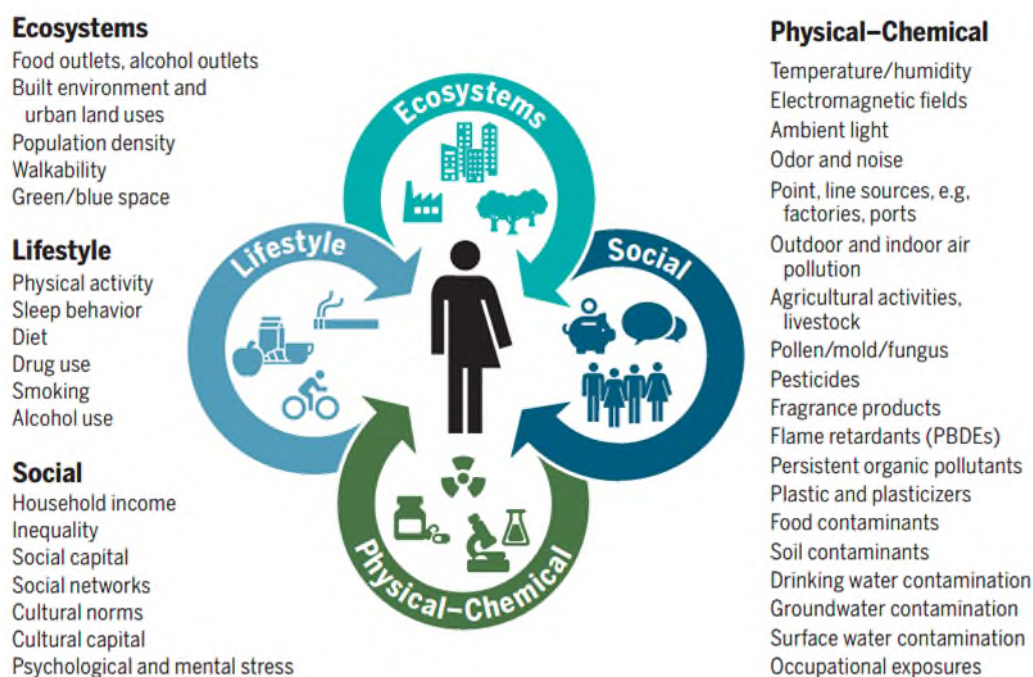 Ecosystems
Food outlets, alcohol outlets
Built environment and
urban land uses
Population density
Walkability
Green/blue space
Lifestyle
Physical activity
Sleep behavior
Diet
Drug use
Smoking
Alcohol use
Social
Household income
Inequality
Social capital
Social networks
Cultural norms
Cultural capital
Psychological and mental stress
Ecosystems
Lifestyle
Social
Physical–Chemical
Physical–Chemical
Temperature/humidity
Electromagnetic fields
Ambient light
Odor and noise
Point, line sources, e.g,
factories, ports
Outdoor and indoor air
pollution
Agricultural activities,
livestock
Pollen/mold/fungus
Pesticides
Fragrance products
Flame retardants (PBDEs)
Persistent organic pollutants
Plastic and plasticizers
Food contaminants
Soil contaminants
Drinking water contamination
Groundwater contamination
Surface water contamination
Occupational exposures